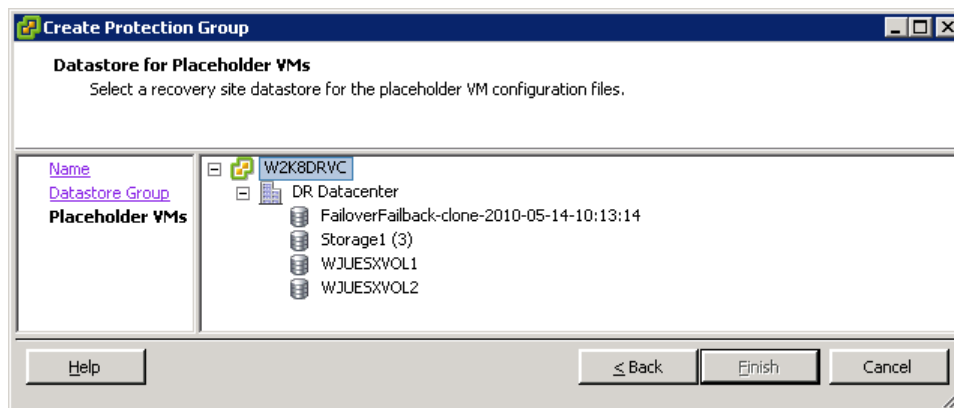 Create Protection Group
Datastore for Placeholder VMs
Select a recovery site datastore for the placeholder VM configuration files.
Name
Datastore Group
Placeholder VMs
W2K8DRVC
DR Datacenter
FailoverFailback-clone-2010-05-14-10:13:14
Storage1 (3)
WJUESXVOL1
WJUESXVOL2
Help
< Back
Finish
Cancel